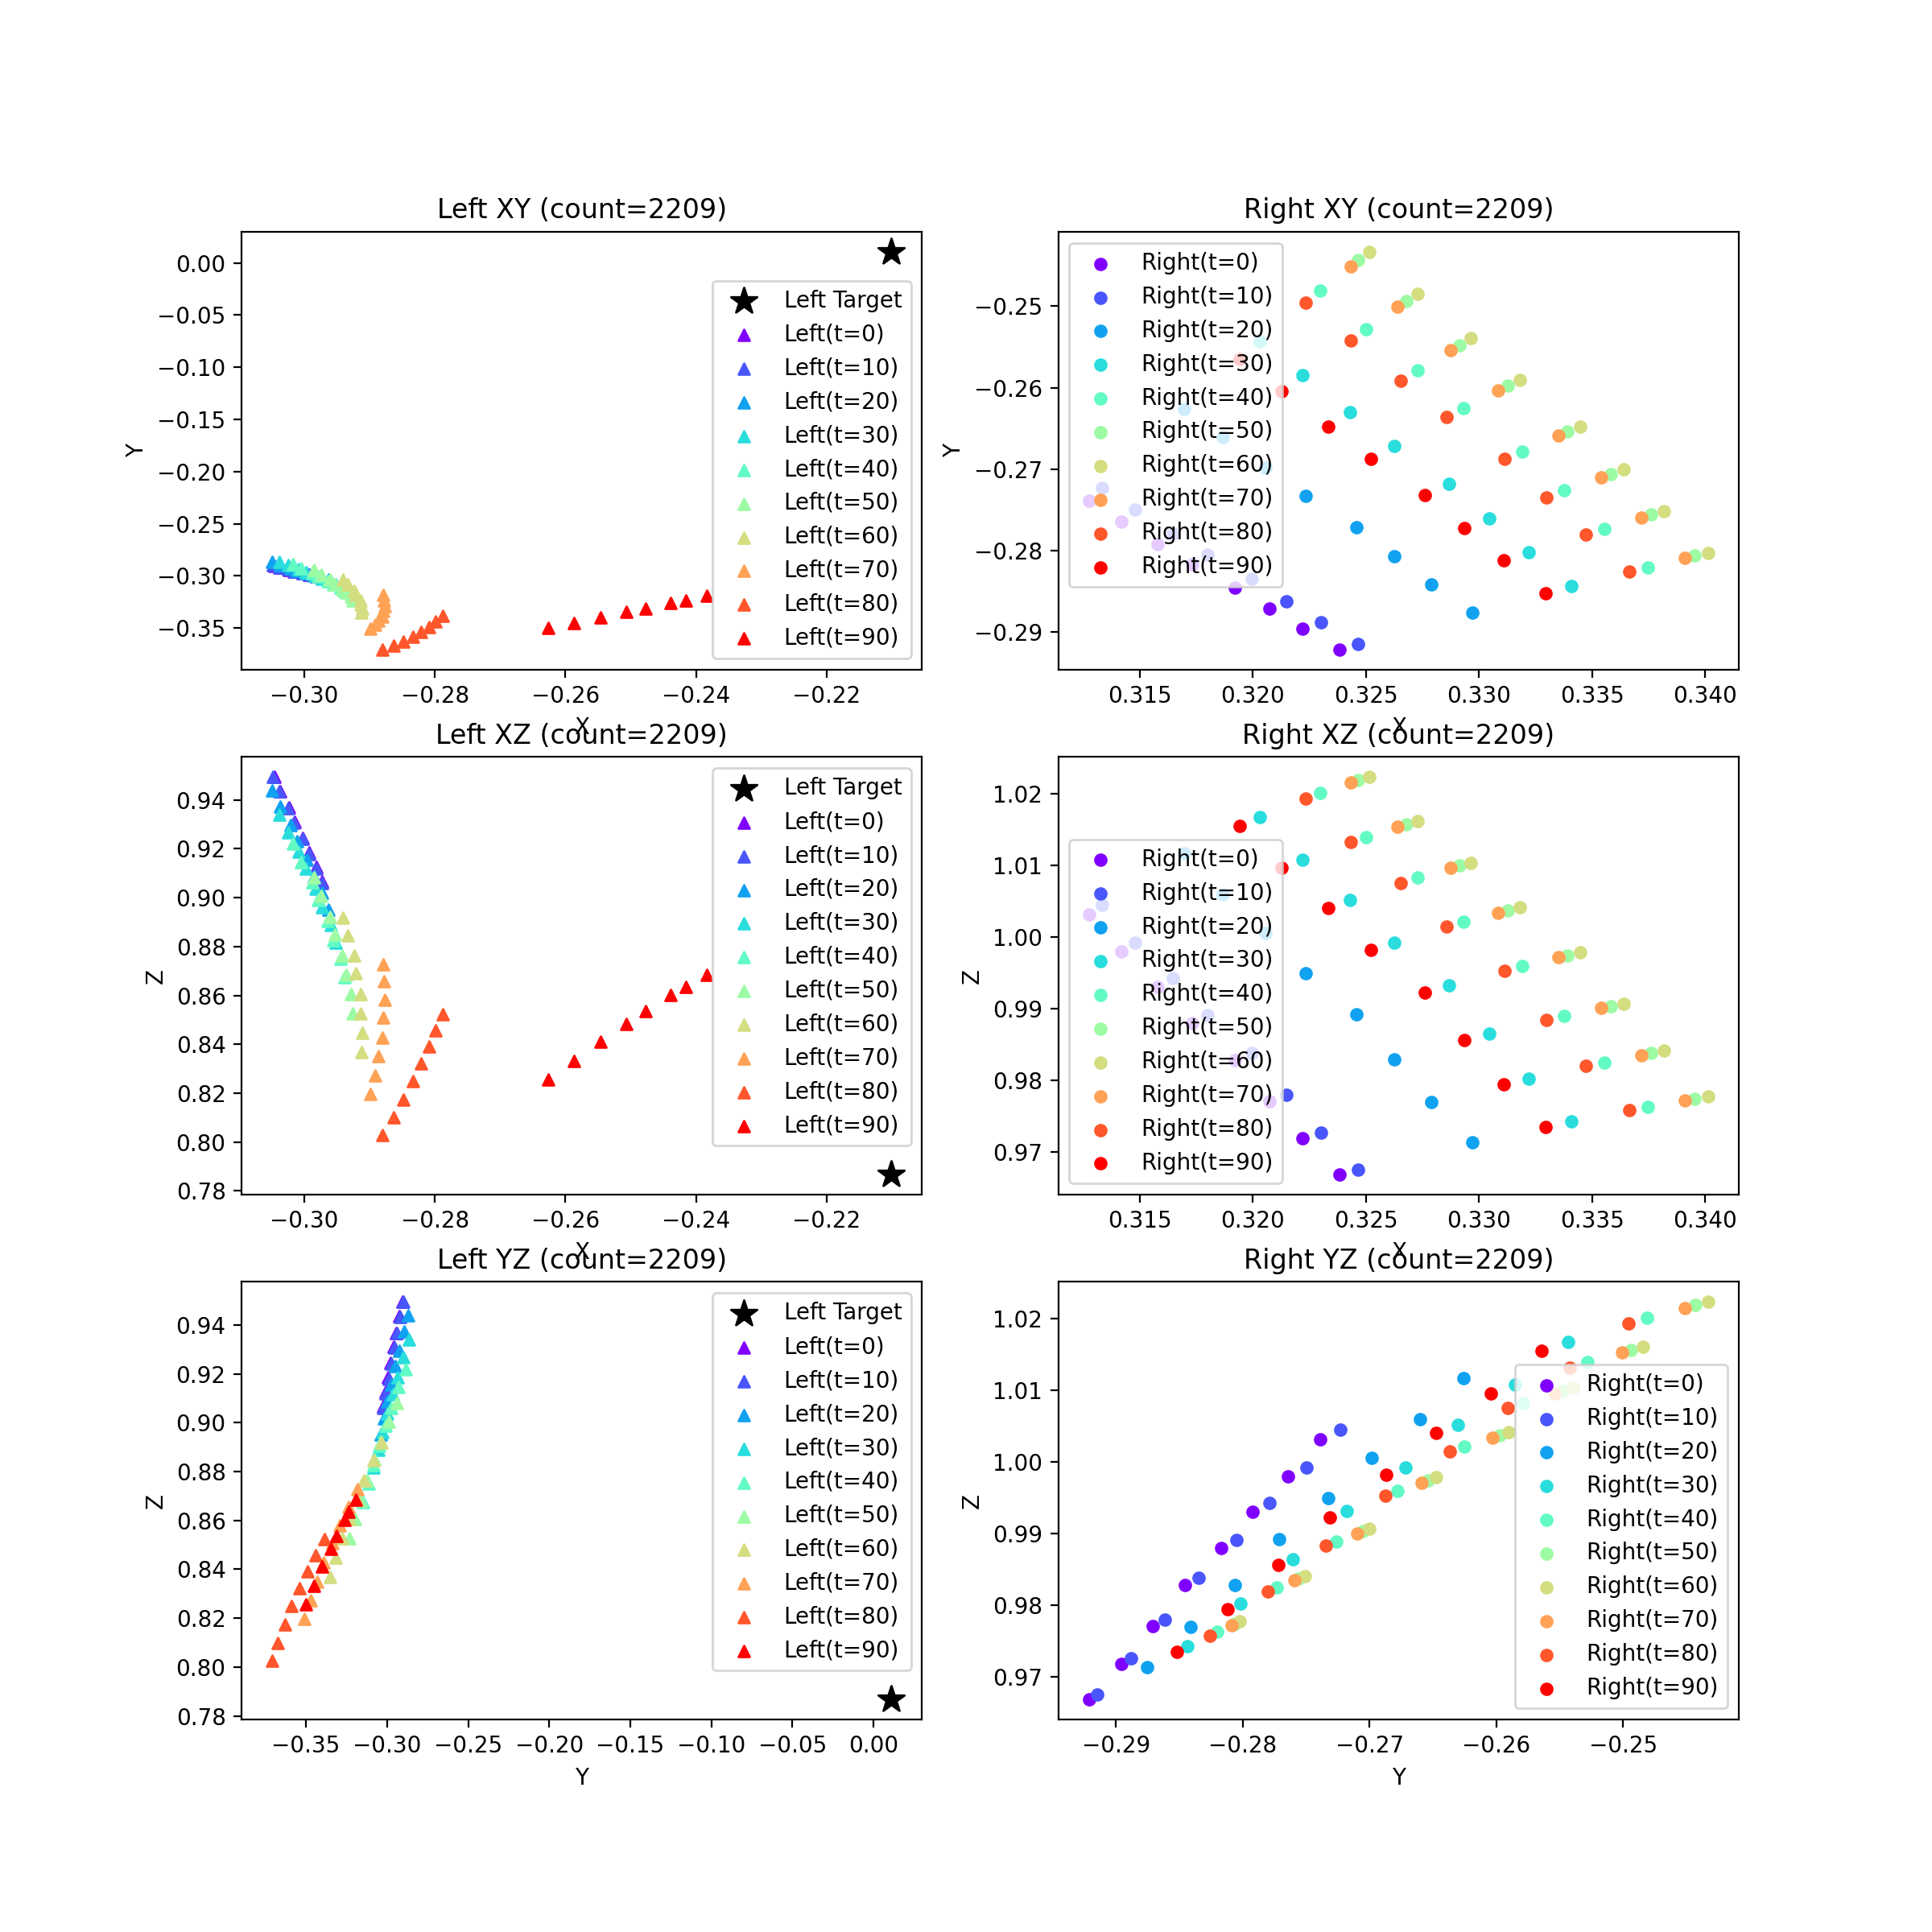 Left XY (count=2209)
0.00
−0.05
−0.10
−0.15
−0.20
−0.25
−0.30
−0.35
Y
Left Target
Left(t=0)
Left(t=10)
Left(t=20)
Left(t=30)
Left(t=40)
Left(t=50)
Left(t=60)
Left(t=70)
Left(t=80)
Left(t=90)
−0.30 −0.28 −0.26 −0.24 −0.22
X
Right XY (count=2209)
−0.25
−0.26
−0.27
−0.28
−0.29
Y
Right(t=0)
Right(t=10)
Right(t=20)
Right(t=30)
Right(t=40)
Right(t=50)
Right(t=60)
Right(t=70)
Right(t=80)
Right(t=90)
0.315 0.320 0.325 0.330 0.335 0.340
X
Left XZ (count=2209)
0.94
0.92
0.90
0.88
0.86
0.84
0.82
0.80
0.78
Z
Left Target
Left(t=0)
Left(t=10)
Left(t=20)
Left(t=30)
Left(t=40)
Left(t=50)
Left(t=60)
Left(t=70)
Left(t=80)
Left(t=90)
−0.30 −0.28 −0.26 −0.24 −0.22
X
Right XZ (count=2209)
1.02
1.01
1.00
0.99
0.98
0.97
Z
Right(t=0)
Right(t=10)
Right(t=20)
Right(t=30)
Right(t=40)
Right(t=50)
Right(t=60)
Right(t=70)
Right(t=80)
Right(t=90)
0.315 0.320 0.325 0.330 0.335 0.340
X
Left YZ (count=2209)
0.94
0.92
0.90
0.88
0.86
0.84
0.82
0.80
0.78
Z
Left Target
Left(t=0)
Left(t=10)
Left(t=20)
Left(t=30)
Left(t=40)
Left(t=50)
Left(t=60)
Left(t=70)
Left(t=80)
Left(t=90)
−0.35 −0.30 −0.25 −0.20 −0.15 −0.10 −0.05 0.00
Y
Right YZ (count=2209)
1.02
1.01
1.00
0.99
0.98
0.97
Z
Right(t=0)
Right(t=10)
Right(t=20)
Right(t=30)
Right(t=40)
Right(t=50)
Right(t=60)
Right(t=70)
Right(t=80)
Right(t=90)
−0.29 −0.28 −0.27 −0.26 −0.25
Y